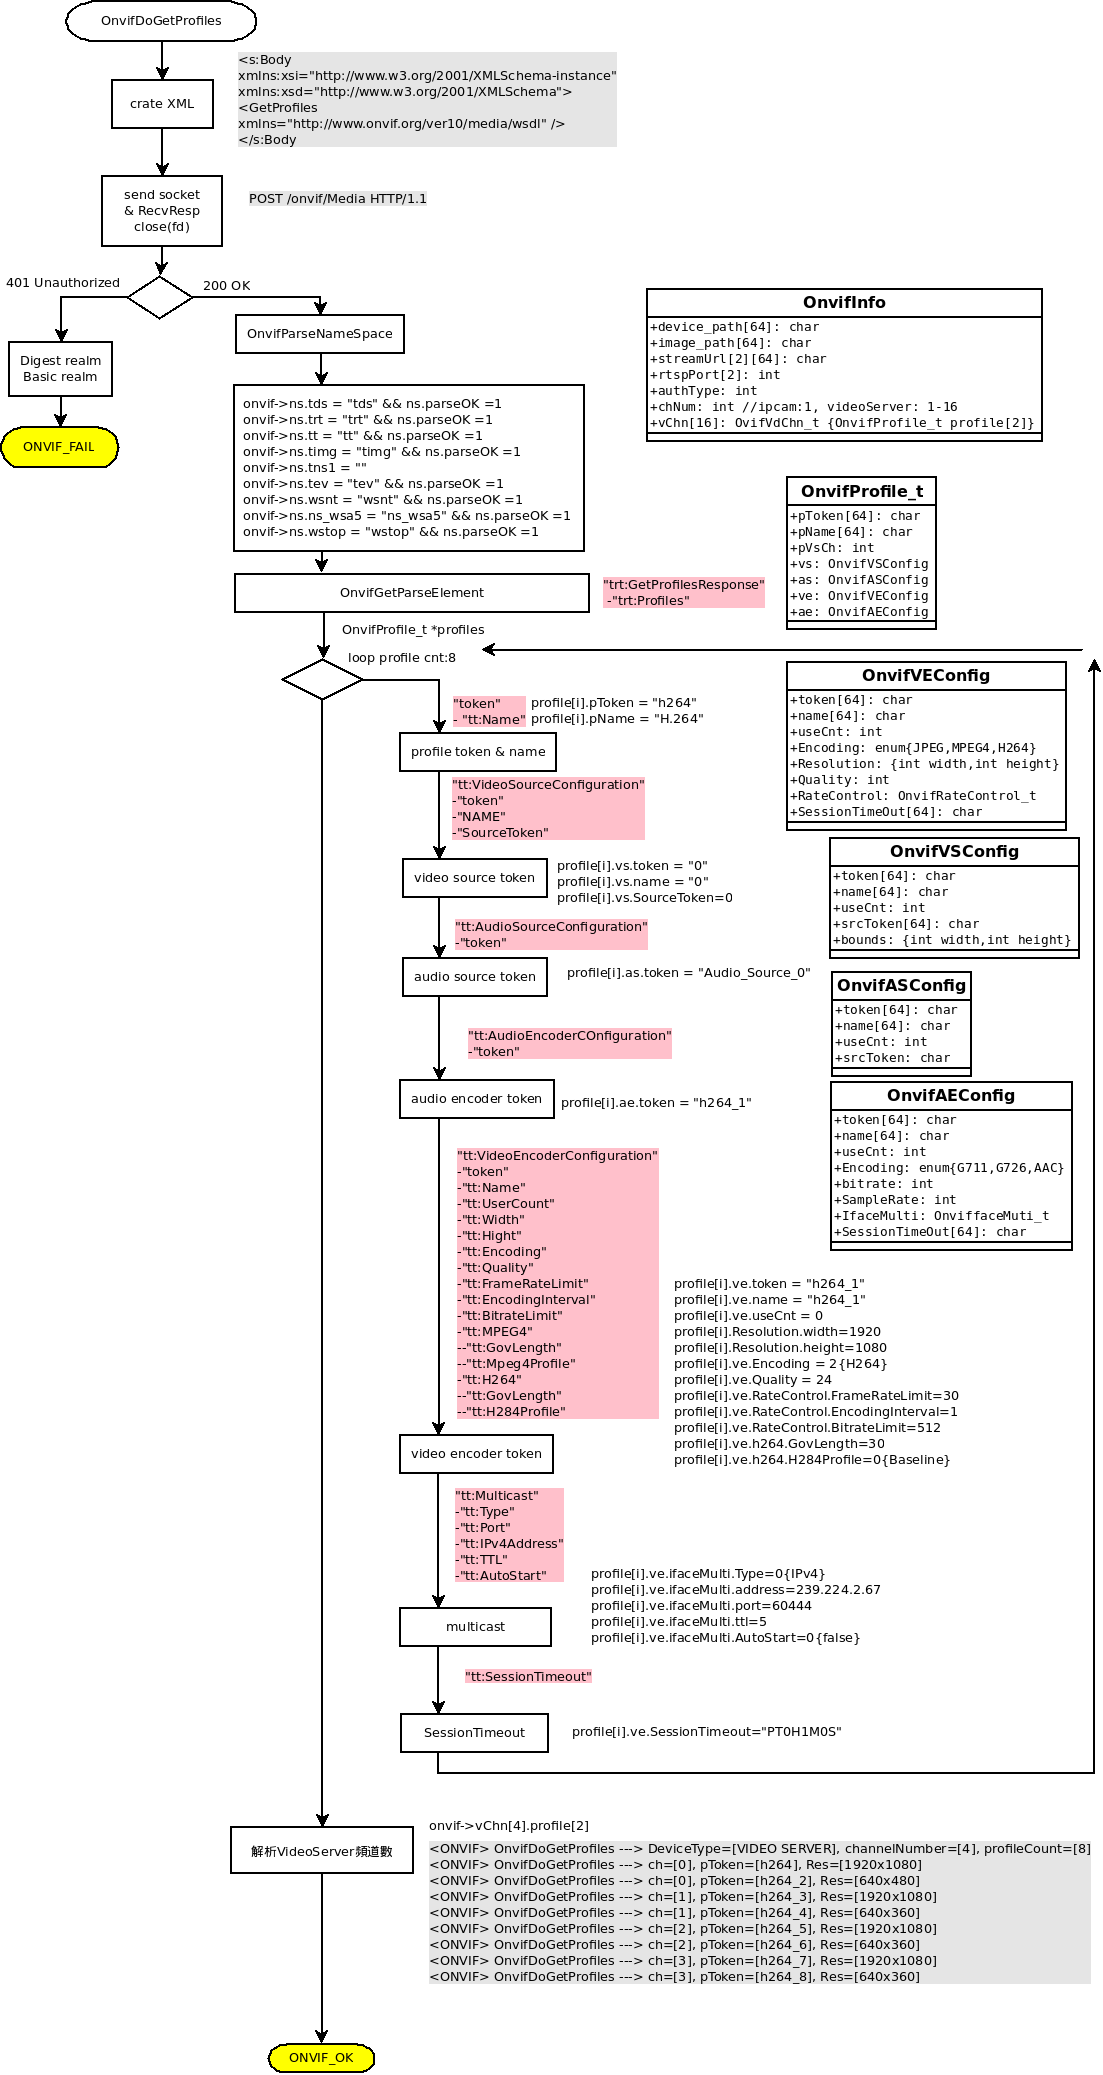 OnvifDoGetProfiles
crate XML
<s:Body
xmlns:xsi="http://www.w3.org/2001/XMLSchema-instance"
xmlns:xsd="http://www.w3.org/2001/XMLSchema">
<GetProfiles
xmlns="http://www.onvif.org/ver10/media/wsdl" />
</s:Body
send socket
& RecvResp
close(fd)
POST /onvif/Media HTTP/1.1
401 Unauthorized
200 OK
Digest realm
Basic realm
ONVIF_FAIL
OnvifParseNameSpace
onvif->ns.tds = "tds" && ns.parseOK =1
onvif->ns.trt = "trt" && ns.parseOK =1
onvif->ns.tt = "tt" && ns.parseOK =1
onvif->ns.timg = "timg" && ns.parseOK =1
onvif->ns.tns1 = ""
onvif->ns.tev = "tev" && ns.parseOK =1
onvif->ns.wsnt = "wsnt" && ns.parseOK =1
onvif->ns.ns_wsa5 = "ns_wsa5" && ns.parseOK =1
onvif->ns.wstop = "wstop" && ns.parseOK =1
OnvifGetParseElement
"trt:GetProfilesResponse"
-"trt:Profiles"
OnvifProfile_t *profiles
loop profile cnt:8
"token"
- "tt:Name"
profile[i].pToken = "h264"
profile[i].pName = "H.264"
profile token & name
"tt:VideoSourceConfiguration"
-"token"
-"NAME"
-"SourceToken"
video source token
profile[i].vs.token = "0"
profile[i].vs.name = "0"
profile[i].vs.SourceToken=0
"tt:AudioSourceConfiguration"
-"token"
audio source token
profile[i].as.token = "Audio_Source_0"
"tt:AudioEncoderCOnfiguration"
-"token"
audio encoder token
profile[i].ae.token = "h264_1"
"tt:VideoEncoderConfiguration"
-"token"
-"tt:Name"
-"tt:UserCount"
-"tt:Width"
-"tt:Hight"
-"tt:Encoding"
-"tt:Quality"
-"tt:FrameRateLimit"
-"tt:EncodingInterval"
-"tt:BitrateLimit"
-"tt:MPEG4"
--"tt:GovLength"
--"tt:Mpeg4Profile"
-"tt:H264"
--"tt:GovLength"
--"tt:H284Profile"
profile[i].ve.token = "h264_1"
profile[i].ve.name = "h264_1"
profile[i].ve.useCnt = 0
profile[i].Resolution.width=1920
profile[i].Resolution.height=1080
profile[i].ve.Encoding = 2{H264}
profile[i].ve.Quality = 24
profile[i].ve.RateControl.FrameRateLimit=30
profile[i].ve.RateControl.EncodingInterval=1
profile[i].ve.RateControl.BitrateLimit=512
profile[i].ve.h264.GovLength=30
profile[i].ve.h264.H284Profile=0{Baseline}
video encoder token
"tt:Multicast"
-"tt:Type"
-"tt:Port"
-"tt:IPv4Address"
-"tt:TTL"
-"tt:AutoStart"
profile[i].ve.ifaceMulti.Type=0{IPv4}
profile[i].ve.ifaceMulti.address=239.224.2.67
profile[i].ve.ifaceMulti.port=60444
profile[i].ve.ifaceMulti.ttl=5
profile[i].ve.ifaceMulti.AutoStart=0{false}
multicast
"tt:SessionTimeout"
SessionTimeout
profile[i].ve.SessionTimeout="PT0H1M0S"
OnvifInfo
+device_path[64]: char
+image_path[64]: char
+streamUrl[2][64]: char
+rtspPort[2]: int
+authType: int
+chNum: int //ipcam:1, videoServer: 1-16
+vChn[16]: OvifVdChn_t {OnvifProfile_t profile[2]}
OnvifProfile_t
+pToken[64]: char
+pName[64]: char
+pVsCh: int
+vs: OnvifVSConfig
+as: OnvifASConfig
+ve: OnvifVEConfig
+ae: OnvifAEConfig
OnvifVEConfig
+token[64]: char
+name[64]: char
+useCnt: int
+Encoding: enum{JPEG,MPEG4,H264}
+Resolution: {int width,int height}
+Quality: int
+RateControl: OnvifRateControl_t
+SessionTimeOut[64]: char
OnvifVSConfig
+token[64]: char
+name[64]: char
+useCnt: int
+srcToken[64]: char
+bounds: {int width,int height}
OnvifASConfig
+token[64]: char
+name[64]: char
+useCnt: int
+srcToken: char
OnvifAEConfig
+token[64]: char
+name[64]: char
+useCnt: int
+Encoding: enum{G711,G726,AAC}
+bitrate: int
+SampleRate: int
+IfaceMulti: OnviffaceMuti_t
+SessionTimeOut[64]: char
解析VideoServer頻道數
onvif->vChn[4].profile[2]
<ONVIF> OnvifDoGetProfiles ---> DeviceType=[VIDEO SERVER], channelNumber=[4], profileCount=[8]
<ONVIF> OnvifDoGetProfiles ---> ch=[0], pToken=[h264], Res=[1920x1080]
<ONVIF> OnvifDoGetProfiles ---> ch=[0], pToken=[h264_2], Res=[640x480]
<ONVIF> OnvifDoGetProfiles ---> ch=[1], pToken=[h264_3], Res=[1920x1080]
<ONVIF> OnvifDoGetProfiles ---> ch=[1], pToken=[h264_4], Res=[640x360]
<ONVIF> OnvifDoGetProfiles ---> ch=[2], pToken=[h264_5], Res=[1920x1080]
<ONVIF> OnvifDoGetProfiles ---> ch=[2], pToken=[h264_6], Res=[640x360]
<ONVIF> OnvifDoGetProfiles ---> ch=[3], pToken=[h264_7], Res=[1920x1080]
<ONVIF> OnvifDoGetProfiles ---> ch=[3], pToken=[h264_8], Res=[640x360]
ONVIF_OK